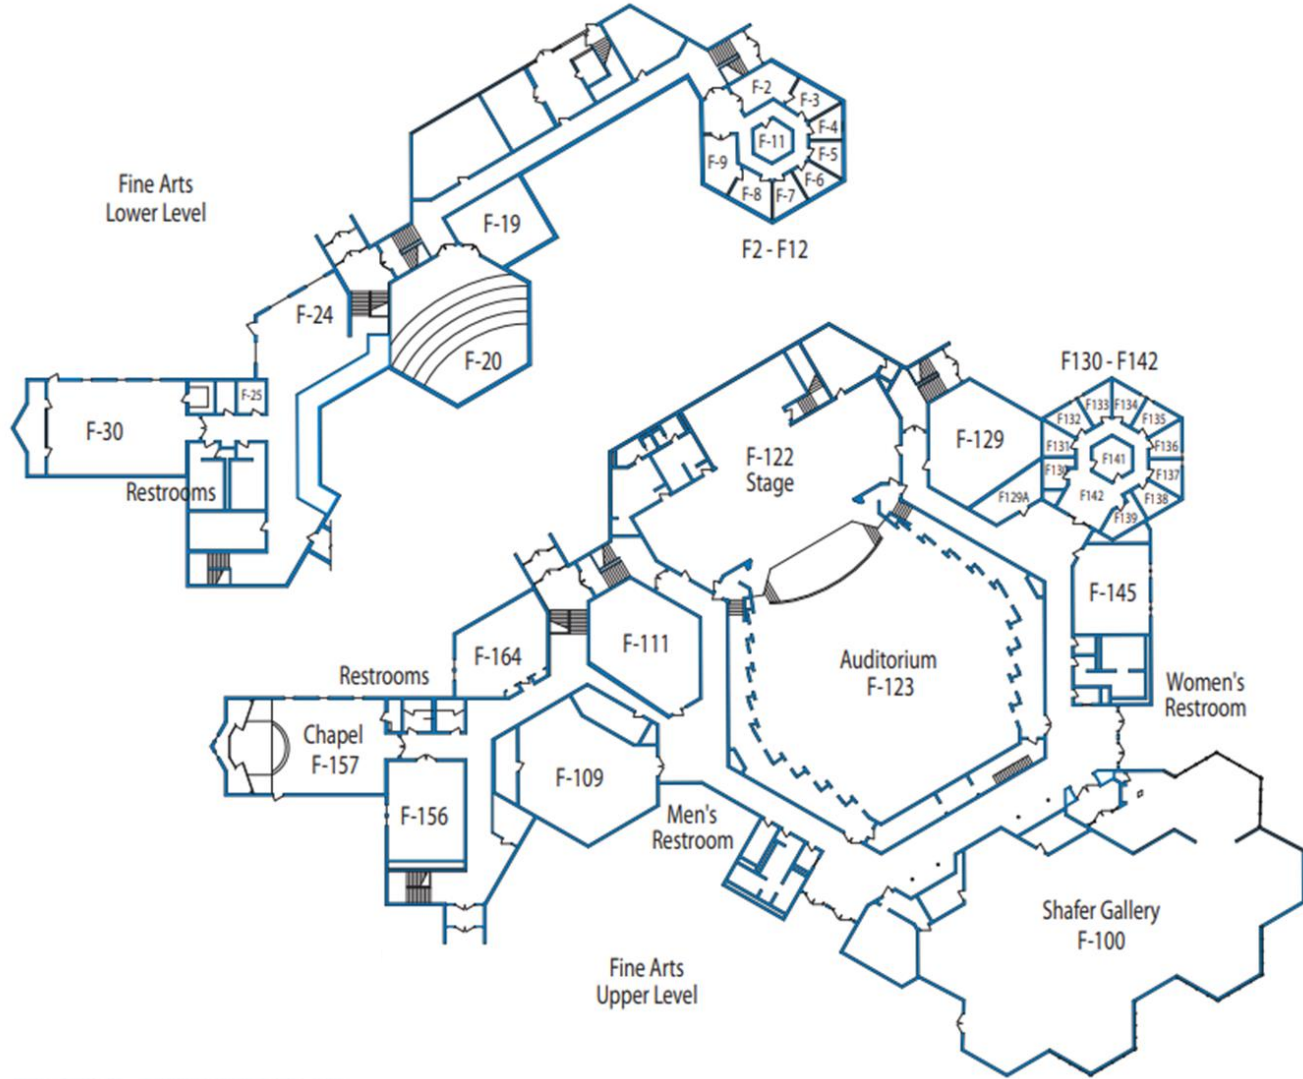 Fine Arts
Lower Level
F-2
F-3
F-4
F-11
F-5
F-9
F-6
F-8
F-7
F2 - F12
F-19
F-24
F-20
F-25
F-30
Restrooms
F130 - F142
F133
F134
F132
F135
F-129
F131
F136
F141
F130
F137
F-122
Stage
F129A
F142
F138
F139
F-145
F-111
F-164
Auditorium
F-123
Restrooms
Women's
Restroom
Chapel
F-157
F-109
F-156
Men's
Restroom
Shafer Gallery
F-100
Fine Arts
Upper Level